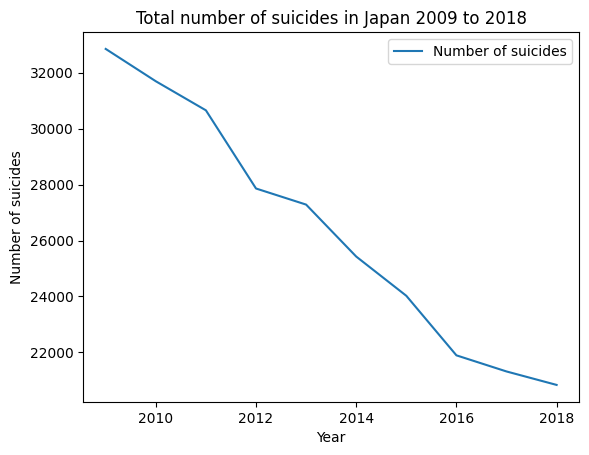 Total number of suicides in Japan 2009 to 2018
Number of suicides
32000
30000
28000
26000
24000
22000
Number of suicides
2010
2012
2014
2016
2018
Year